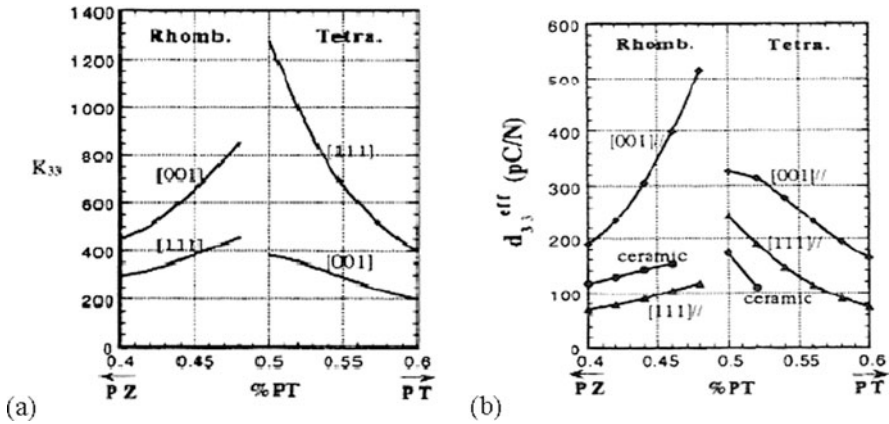 1400
Rhomb.
Tetra.
1200
1000
K33
800
600
400
200
0
[111]
[001]
[111]
[001]
0.4
0.45
0.5
0.55
0.6
PZ
%PT
PT
(a)
d33eff (pC/N)
600
500
400
300
200
100
0
Rhomb.
Tetra.
[001]//
[001]//
[111]//
ceramic
ceramic
[111]//
0.4
0.45
0.5
0.55
0.6
PZ
%PT
PT
(b)